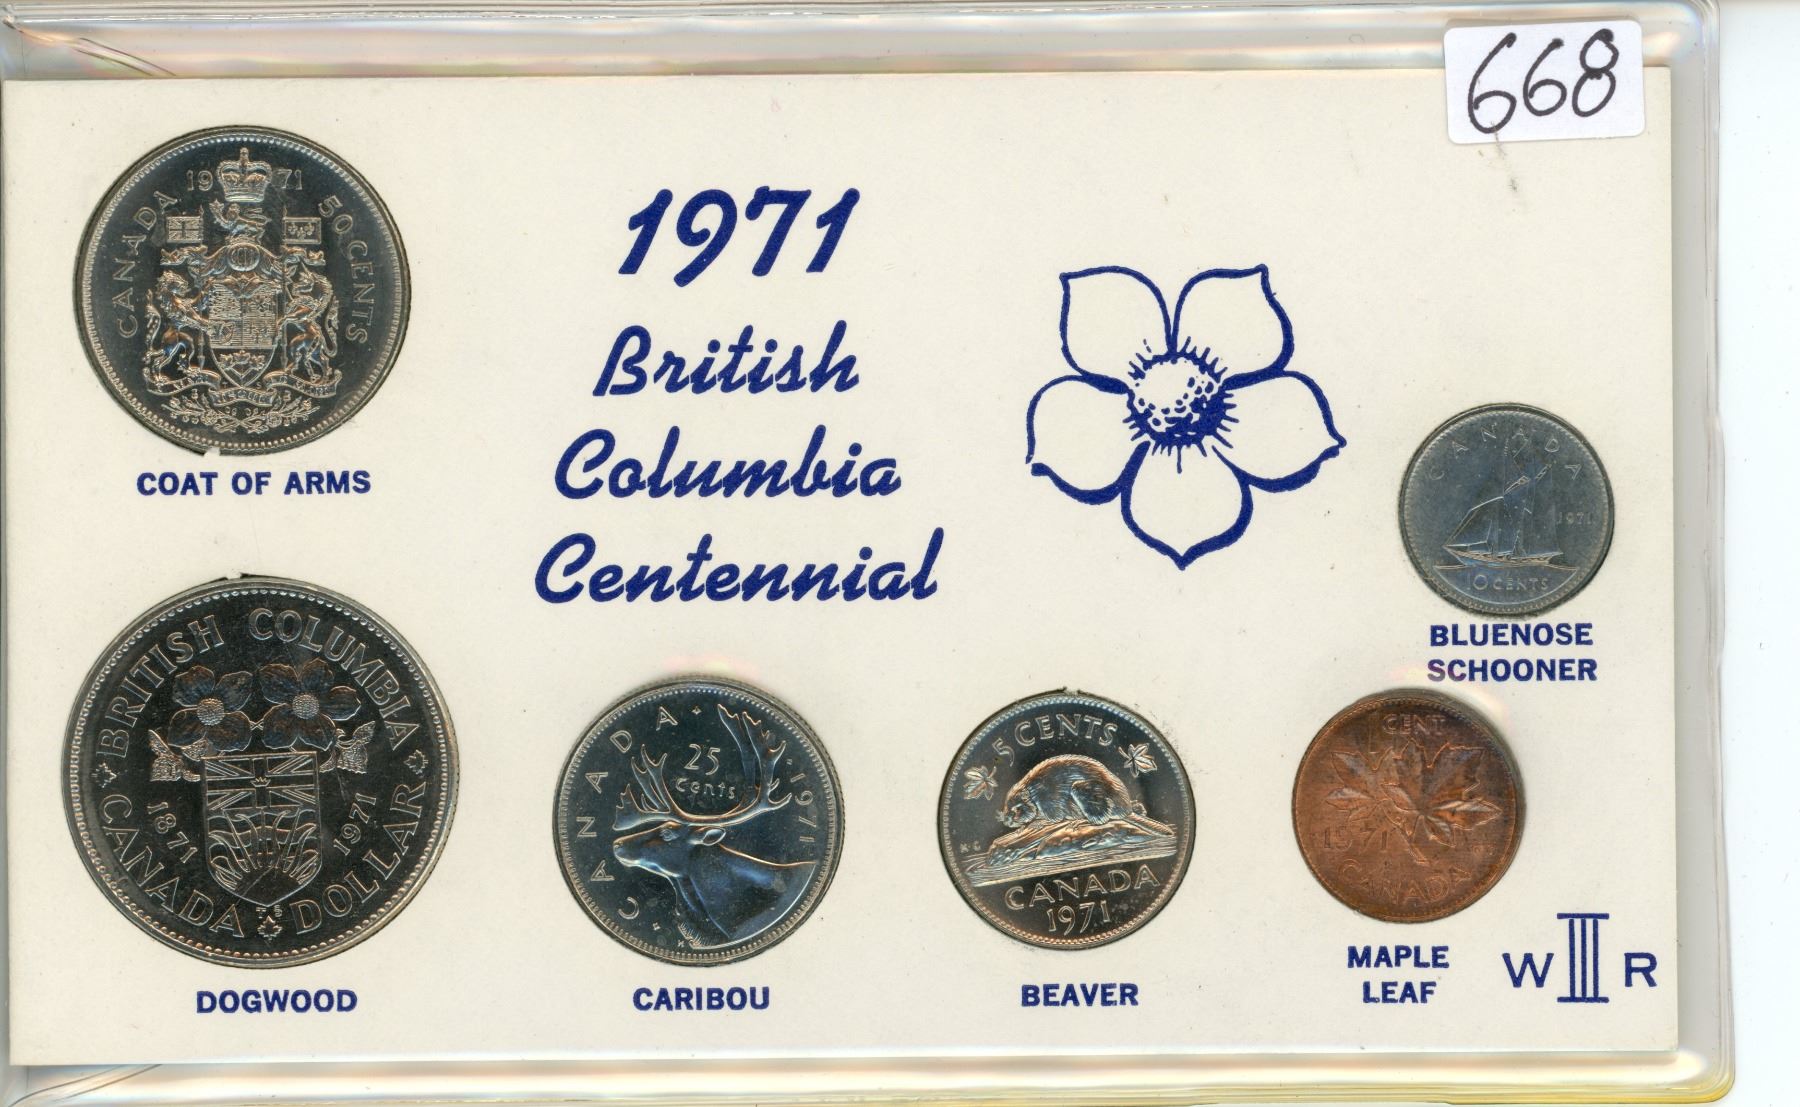 668
1971
British
Columbia
Centennial
CANADA 1971 50 CENTS
COAT OF ARMS
BRITISH COLUMBIA
1871 1971
CANADA DOLLAR
TS
DOGWOOD
CANADA 1971
25
cents
CARIBOU
5 CENTS
K·G
CANADA
1971
BEAVER
CANADA
1971
10 CENTS
BLUENOSE
SCHOONER
1 CENT
1971
CANADA
MAPLE
LEAF
W III R